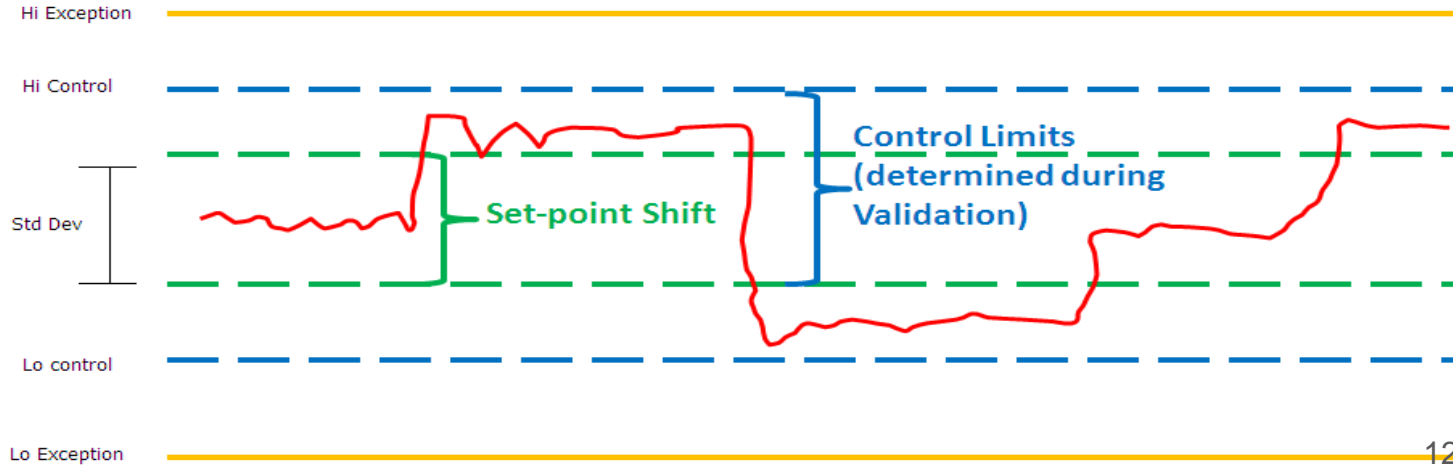 Hi Exception
Hi Control
Control Limits
(determined during
Validation)
Set-point Shift
Std Dev
Lo control
Lo Exception
12